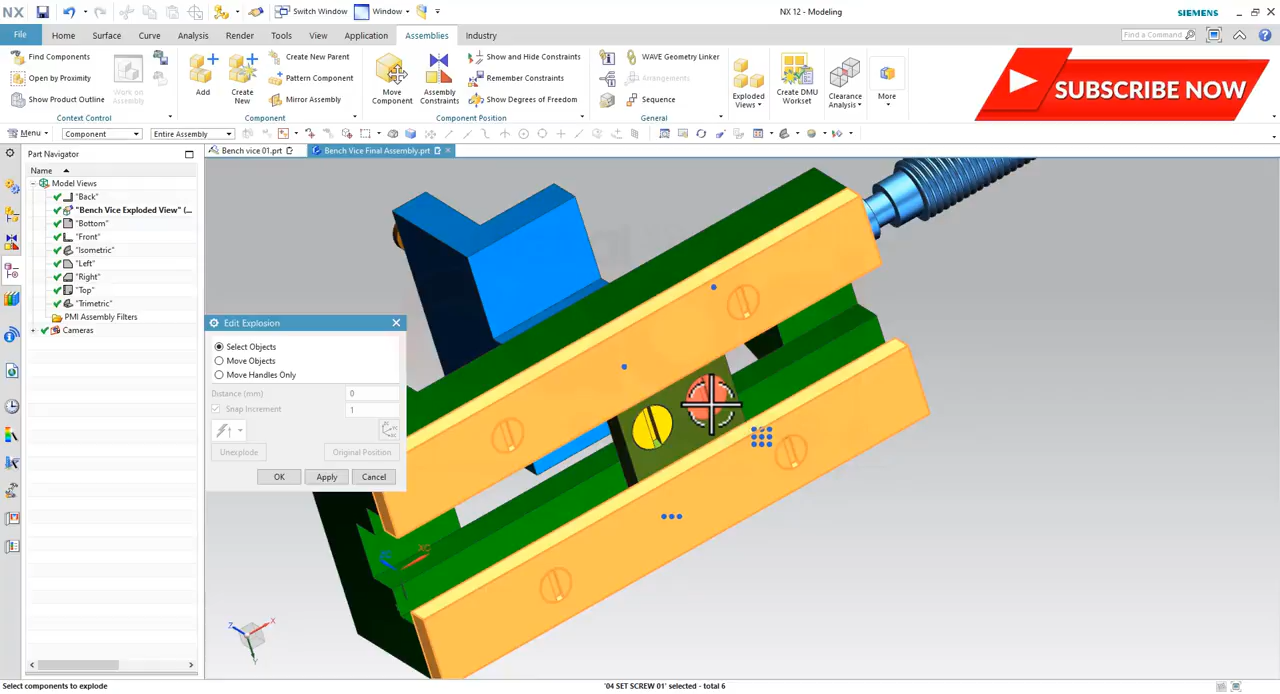 NX
Switch Window
Window
NX 12 - Modeling
SIEMENS
File
Home
Surface
Curve
Analysis
Render
Tools
View
Application
Assemblies
Industry
Find a Command
Find Components
Open by Proximity
Show Product Outline
Work on
Assembly
Context Control
Add
Create
New
Create New Parent
Pattern Component
Mirror Assembly
Component
Move
Component
Assembly
Constraints
Show and Hide Constraints
Remember Constraints
Show Degrees of Freedom
Component Position
WAVE Geometry Linker
Arrangements
Sequence
General
Exploded
Views
Create DMU
Workset
Clearance
Analysis
More
SUBSCRIBE NOW
Menu
Component
Entire Assembly
Part Navigator
Bench vice 01.prt
Bench Vice Final Assembly.prt
Name
Model Views
"Back"
"Bench Vice Exploded View" (...
"Bottom"
"Front"
"Isometric"
"Left"
"Right"
"Top"
"Trimetric"
PMI Assembly Filters
Cameras
Edit Explosion
Select Objects
Move Objects
Move Handles Only
Distance (mm)
0
Snap Increment
1
Unexplode
Original Position
OK
Apply
Cancel
XC
Z
X
Y
Select components to explode
'04 SET SCREW 01' selected - total 6